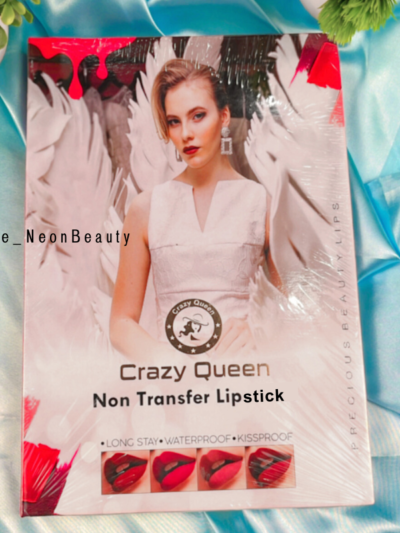 e_NeonBeauty
Crazy Queen
Crazy Queen
Non Transfer Lipstick
•LONG STAY•WATERPROOF•KISSPROOF
PRECIOUS BEAUTY LIPS